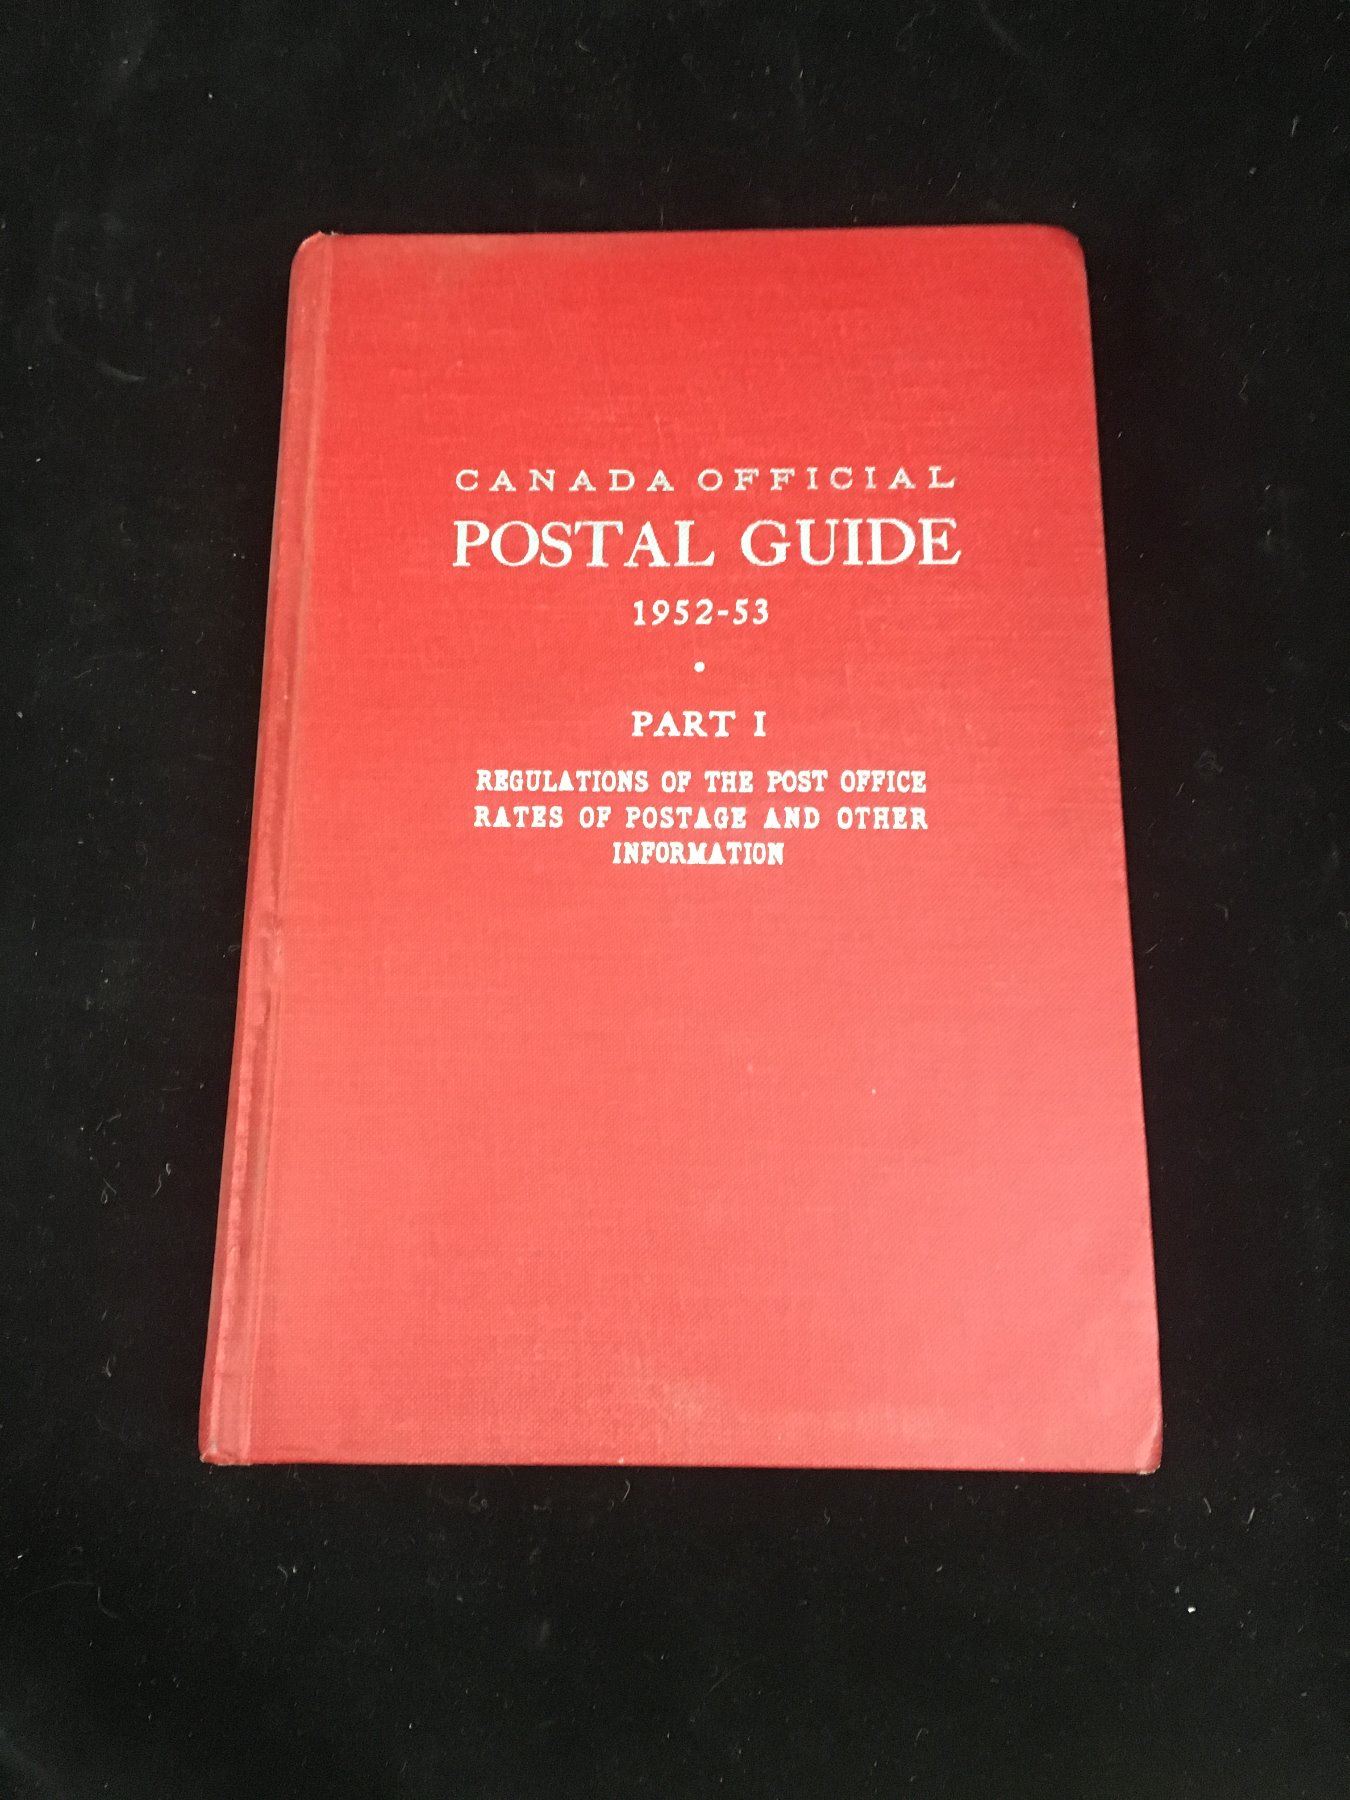 CANADA OFFICIAL
POSTAL GUIDE
1952-53
•
PART I
REGULATIONS OF THE POST OFFICE
RATES OF POSTAGE AND OTHER
INFORMATION